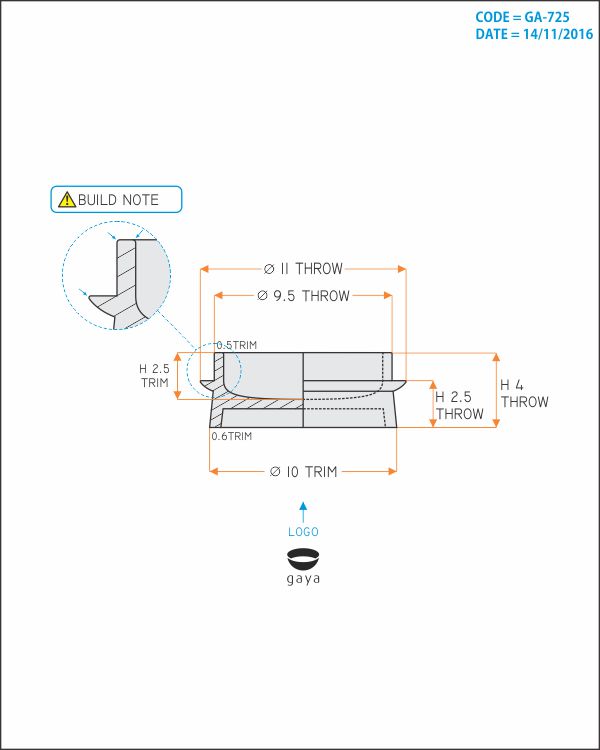 CODE = GA-725
DATE = 14/11/2016
BUILD NOTE
Ø 11 THROW
Ø 9.5 THROW
0.5TRIM
H 2.5
TRIM
H 2.5
THROW
H 4
THROW
0.6TRIM
Ø 10 TRIM
LOGO
gaya